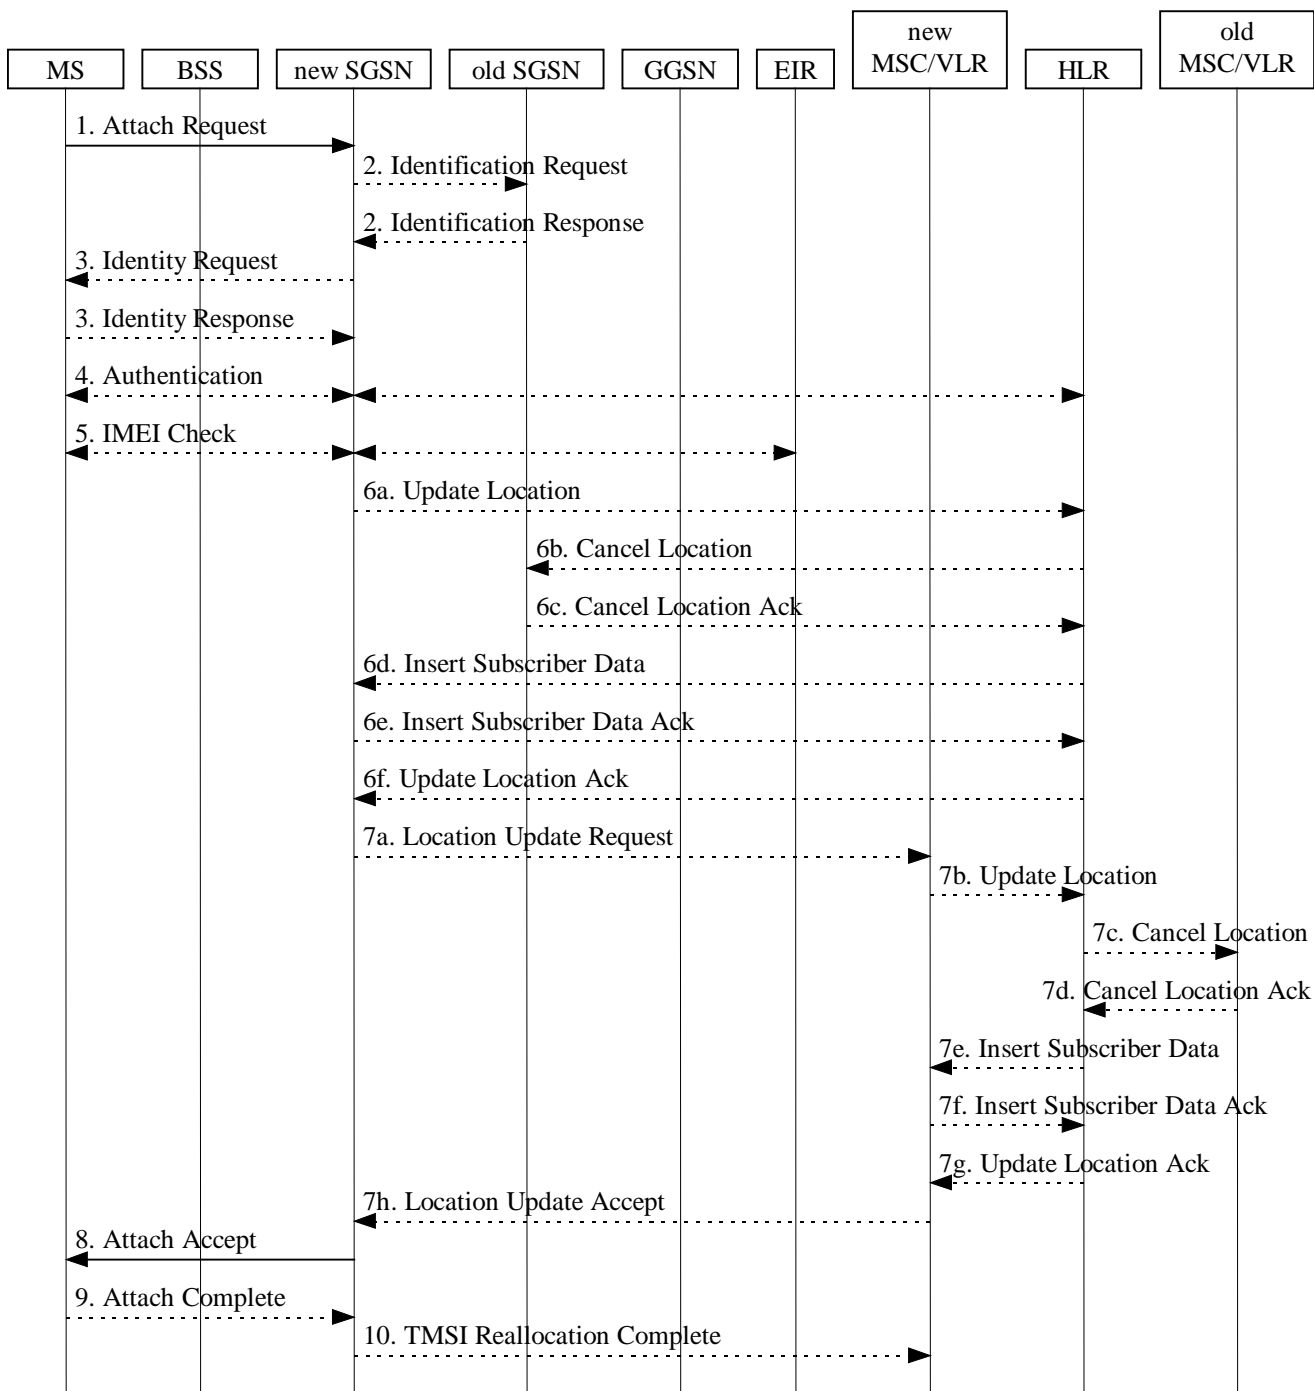 new
MSC/VLR
old
MSC/VLR
MS
BSS
new SGSN
old SGSN
GGSN
EIR
HLR
1. Attach Request
2. Identification Request
2. Identification Response
3. Identity Request
3. Identity Response
4. Authentication
5. IMEI Check
6a. Update Location
6b. Cancel Location
6c. Cancel Location Ack
6d. Insert Subscriber Data
6e. Insert Subscriber Data Ack
6f. Update Location Ack
7a. Location Update Request
7b. Update Location
7c. Cancel Location
7d. Cancel Location Ack
7e. Insert Subscriber Data
7f. Insert Subscriber Data Ack
7g. Update Location Ack
7h. Location Update Accept
8. Attach Accept
9. Attach Complete
10. TMSI Reallocation Complete